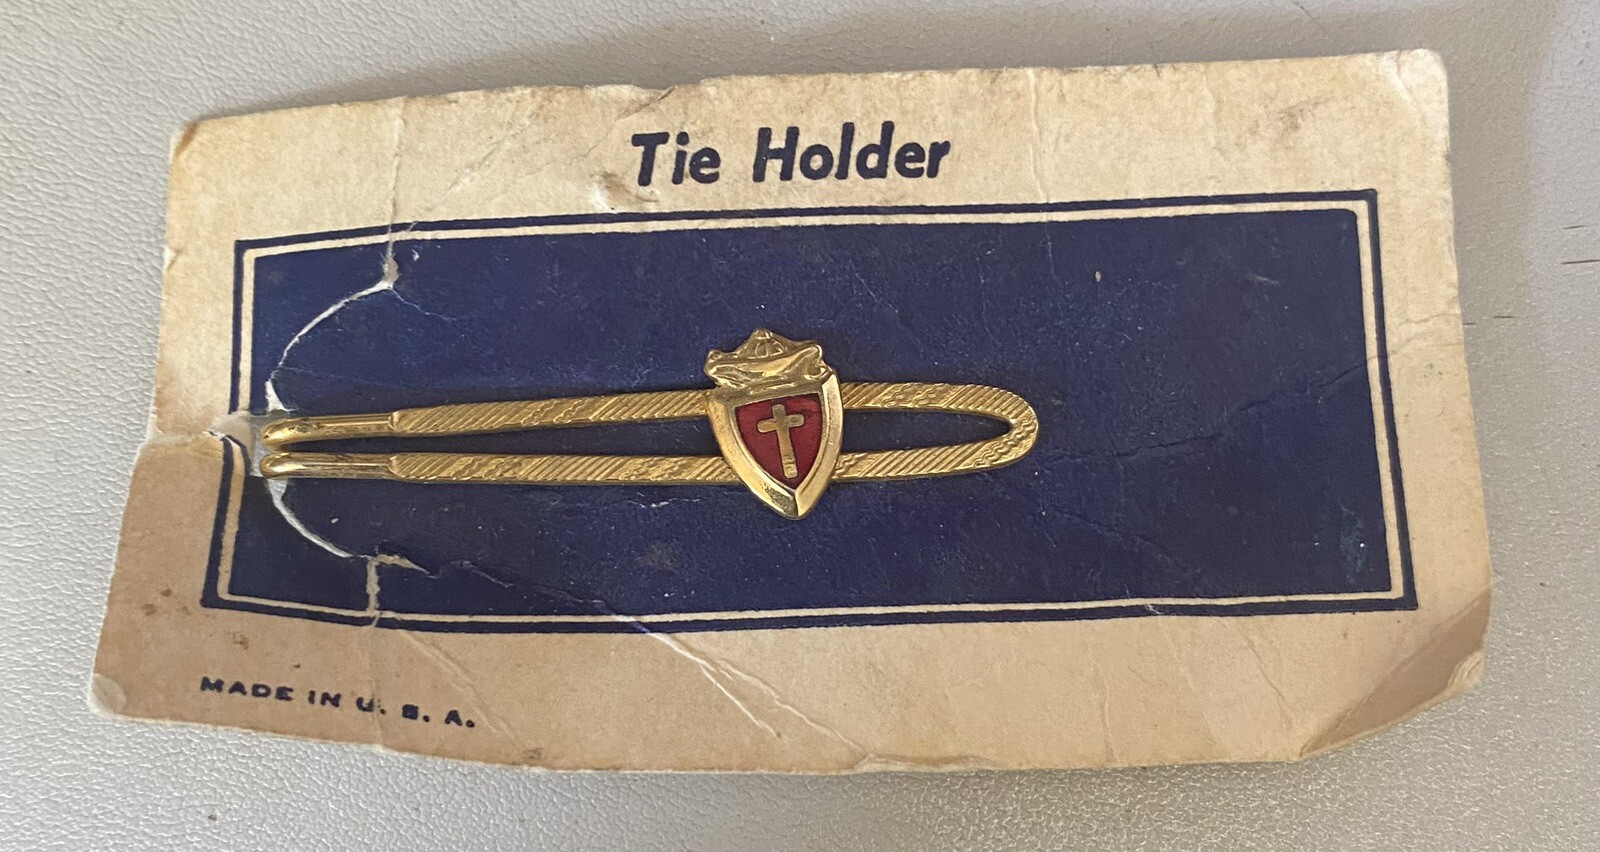 Tie Holder
MADE IN U. S. A.